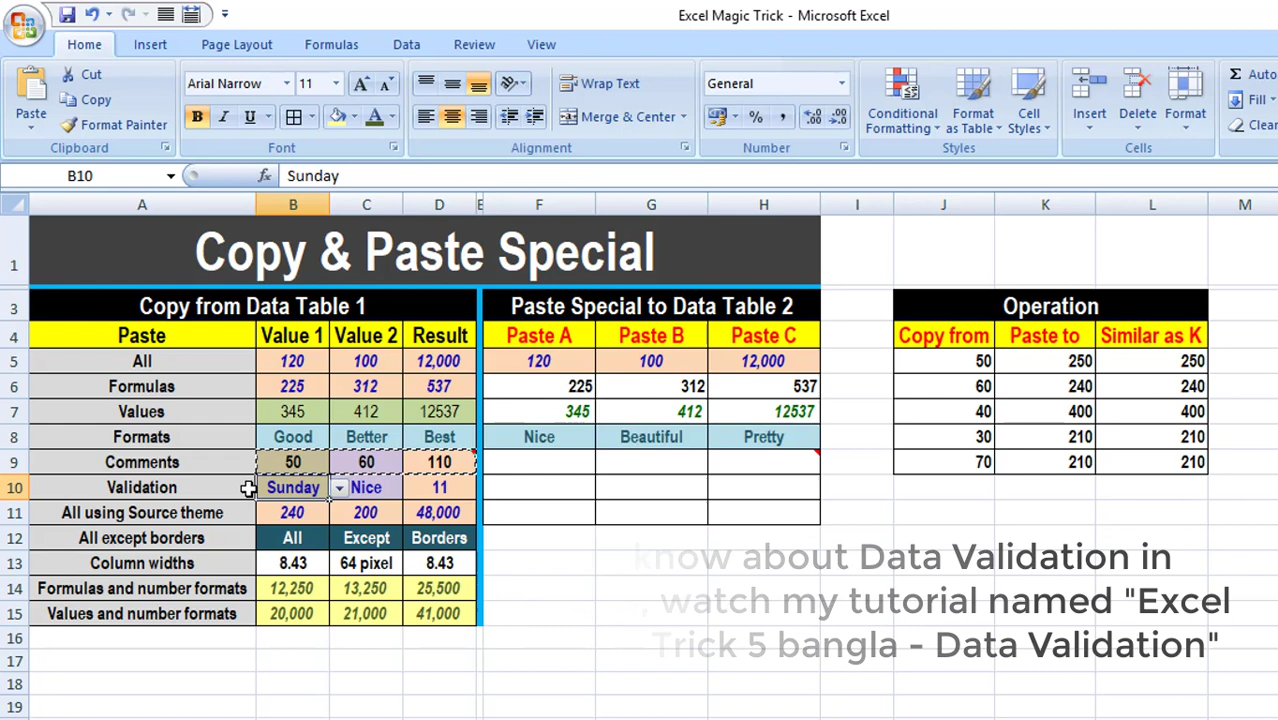 Excel Magic Trick - Microsoft Excel
Home Insert Page Layout Formulas Data Review View
Paste Cut Copy Format Painter Clipboard
Arial Narrow 11 A A B I U A Font
Wrap Text Merge & Center Alignment
General % , .0 .00 .00 .0 Number
Conditional Formatting Format as Table Cell Styles Styles
Insert Delete Format Cells
Σ Auto Fill Clear
B10 fx Sunday
A B C D E F G H I J K L M
1 Copy & Paste Special
3 Copy from Data Table 1 Paste Special to Data Table 2 Operation
4 Paste Value 1 Value 2 Result Paste A Paste B Paste C Copy from Paste to Similar as K
5 All 120 100 12,000 120 100 12,000 50 250 250
6 Formulas 225 312 537 225 312 537 60 240 240
7 Values 345 412 12537 345 412 12537 40 400 400
8 Formats Good Better Best Nice Beautiful Pretty 30 210 210
9 Comments 50 60 110 70 210 210
10 Validation Sunday Nice 11
11 All using Source theme 240 200 48,000
12 All except borders All Except Borders
13 Column widths 8.43 64 pixel 8.43
14 Formulas and number formats 12,250 13,250 25,500
15 Values and number formats 20,000 21,000 41,000
16
17
18
19
know about Data Validation in
, watch my tutorial named "Excel
Trick 5 bangla - Data Validation"